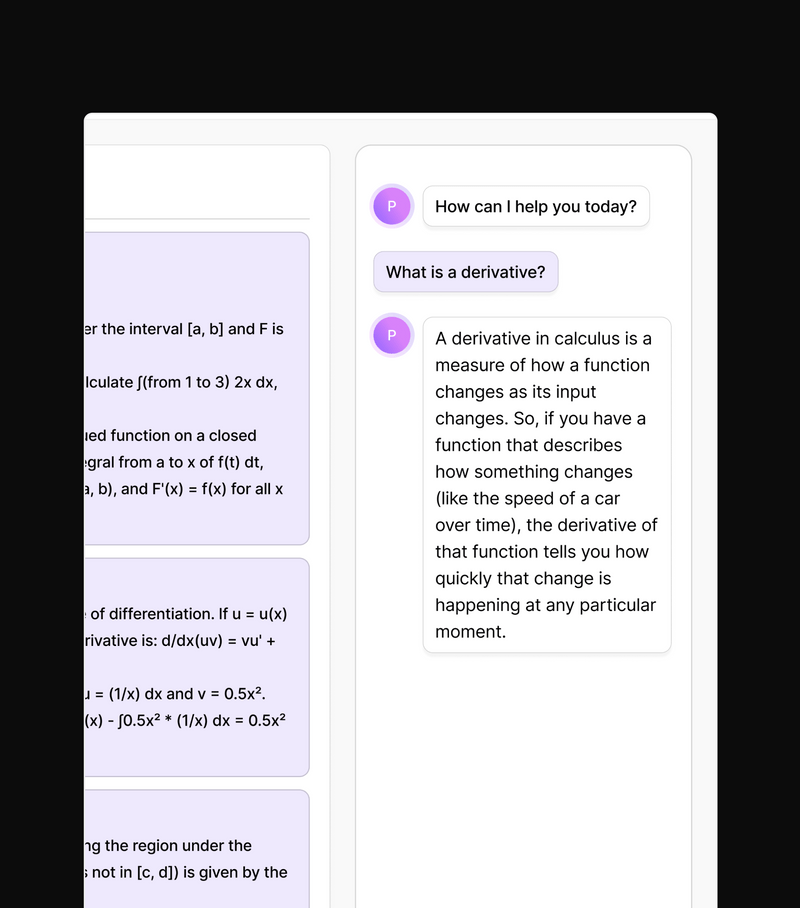 er the interval [a, b] and F is
lculate ∫(from 1 to 3) 2x dx,
ued function on a closed
egral from a to x of f(t) dt,
a, b), and F'(x) = f(x) for all x
of differentiation. If u = u(x)
rivative is: d/dx(uv) = vu' +
u = (1/x) dx and v = 0.5x².
(x) - ∫0.5x² * (1/x) dx = 0.5x²
ng the region under the
s not in [c, d]) is given by the
P
How can I help you today?
What is a derivative?
P
A derivative in calculus is a
measure of how a function
changes as its input
changes. So, if you have a
function that describes
how something changes
(like the speed of a car
over time), the derivative of
that function tells you how
quickly that change is
happening at any particular
moment.